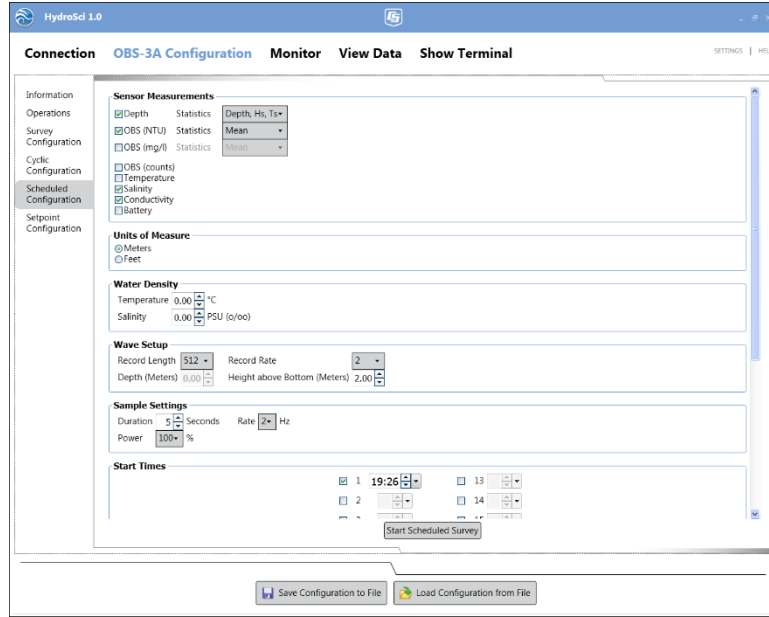 HydroSci 1.0
Connection OBS-3A Configuration Monitor View Data Show Terminal SETTINGS | HEL
Information
Operations
Survey
Configuration
Cyclic
Configuration
Scheduled
Configuration
Setpoint
Configuration
Sensor Measurements
Depth Statistics Depth, Hs, Ts
OBS (NTU) Statistics Mean
OBS (mg/l) Statistics Mean
OBS (counts)
Temperature
Salinity
Conductivity
Battery
Units of Measure
Meters
Feet
Water Density
Temperature 0.00 °C
Salinity 0.00 PSU (o/oo)
Wave Setup
Record Length 512 Record Rate 2
Depth (Meters) 0.00 Height above Bottom (Meters) 2.00
Sample Settings
Duration 5 Seconds Rate 2 Hz
Power 100 %
Start Times
1 19:26 13
2 14
Start Scheduled Survey
Save Configuration to File Load Configuration from File